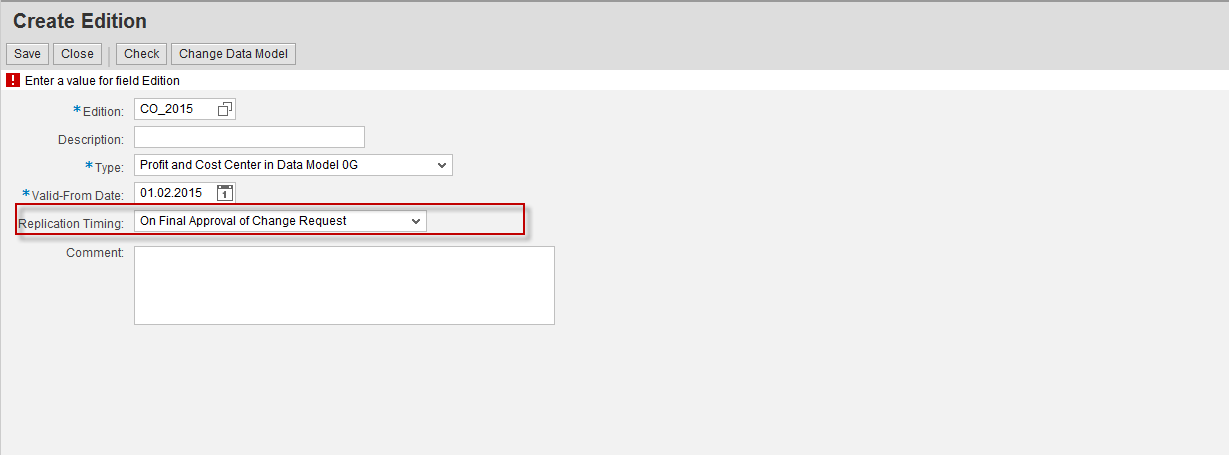 Create Edition
Save Close Check Change Data Model
! Enter a value for field Edition
*Edition: CO_2015
Description:
*Type: Profit and Cost Center in Data Model 0G
*Valid-From Date: 01.02.2015 1
Replication Timing: On Final Approval of Change Request
Comment: